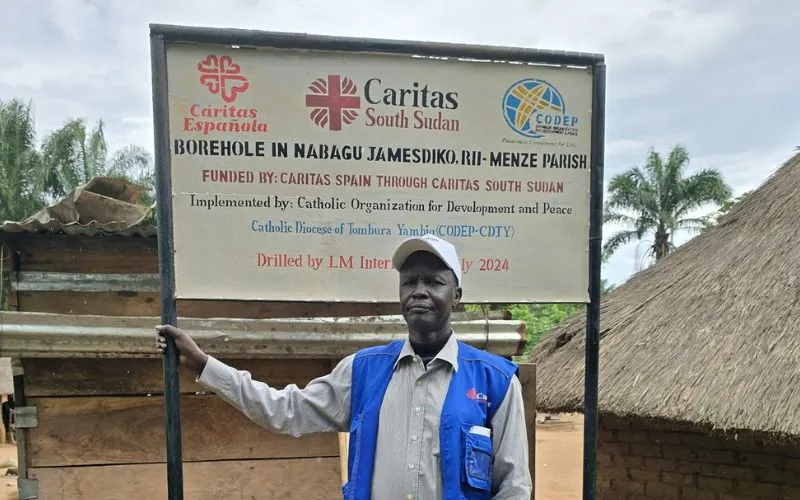 Cáritas
Española
Caritas
South Sudan
CODEP
BOREHOLE IN NABAGU JAMESDIKO, RII-MENZE PARISH
FUNDED BY: CARITAS SPAIN THROUGH CARITAS SOUTH SUDAN
Implemented by: Catholic Organization for Development and Peace
Catholic Diocese of Tombura Yambio (CODEP-CDTY)
Drilled by LM 2024
Caritas